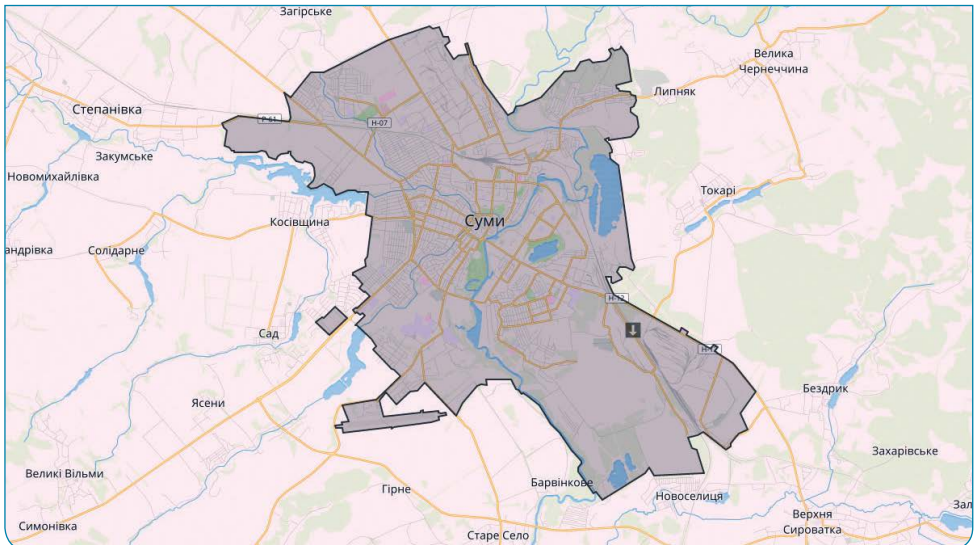 Загірське
Велика
Чернеччина
Степанівка
Липняк
Р-61
Н-07
Закумське
Новомихайлівка
Токарі
Косівщина
Суми
андрівка
Солідарне
Н-12
Сад
Бездрик
Ясени
Захарівське
Великі Вільми
Гірне
Барвінкове
Новоселиця
Зал
Верхня
Сироватка
Симонівка
Старе Село